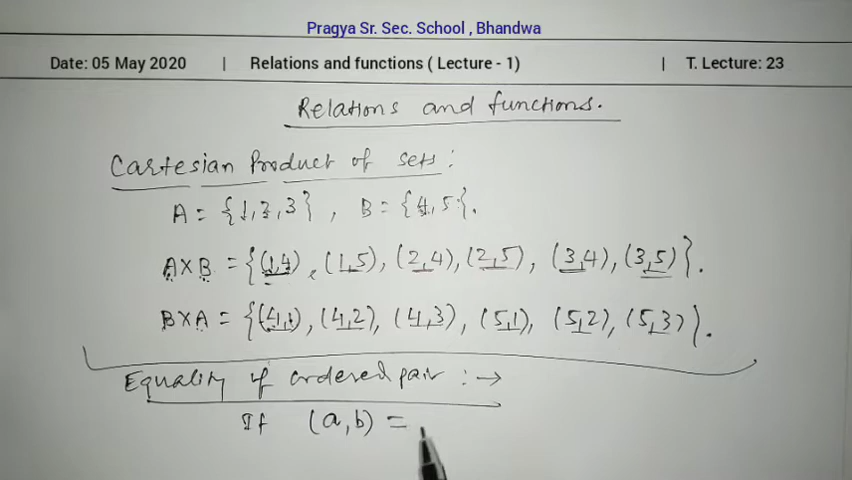 Pragya Sr. Sec. School , Bhandwa
Date: 05 May 2020 | Relations and functions ( Lecture - 1) | T. Lecture: 23
Relations and functions.
Cartesian Product of sets :
A = {1,2,3} , B = {4,5}.
A×B = {(1,4), (1,5), (2,4), (2,5), (3,4), (3,5)}.
B×A = {(4,1), (4,2), (4,3), (5,1), (5,2), (5,3)}.
Equality of ordered pair : →
If (a,b) =